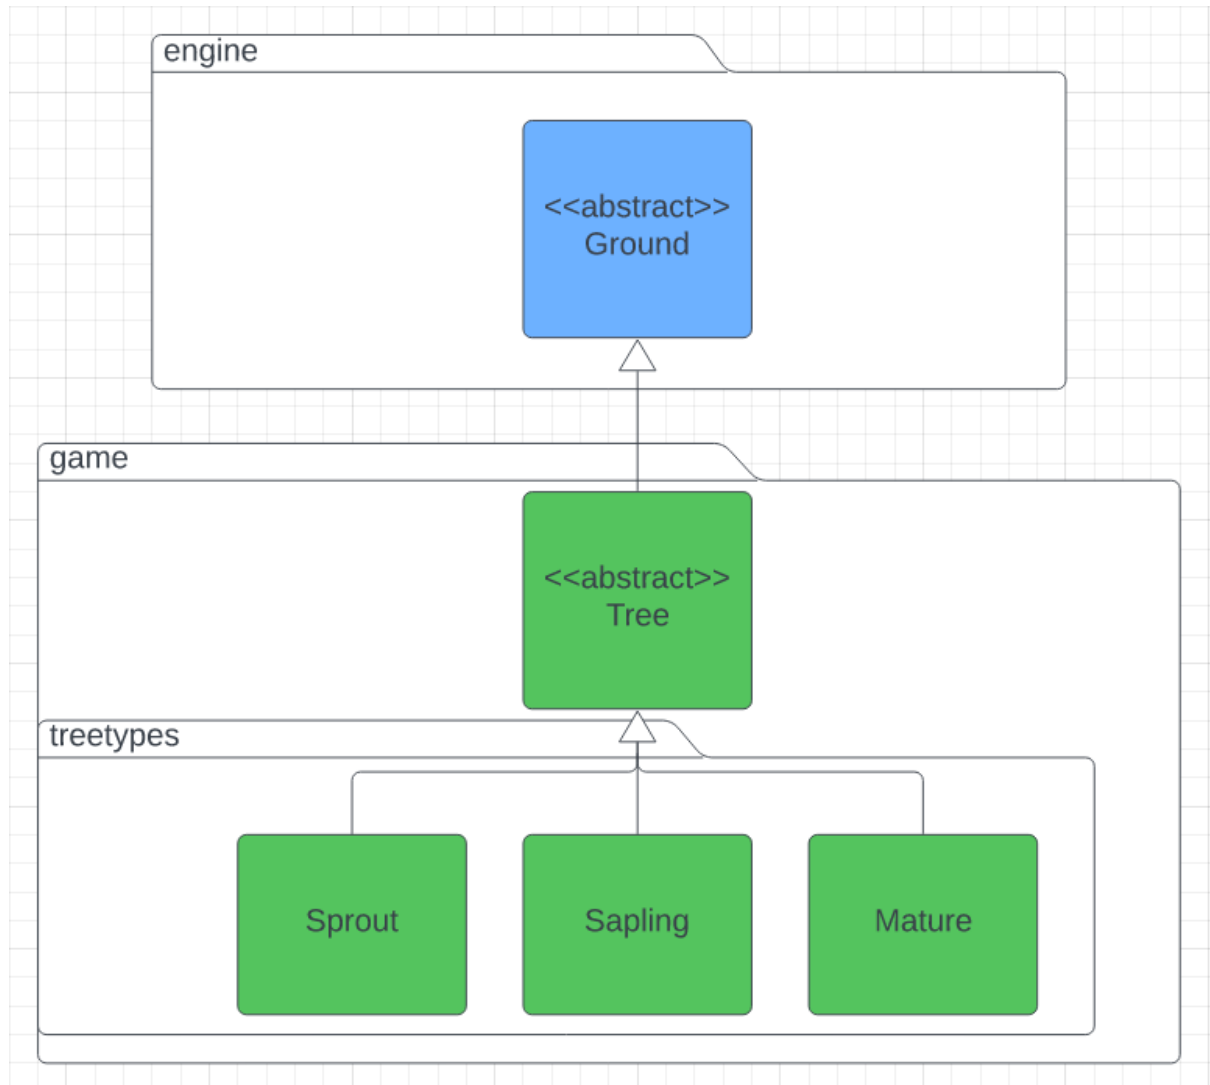 engine
<<abstract>>
Ground
game
<<abstract>>
Tree
treetypes
Sprout
Sapling
Mature